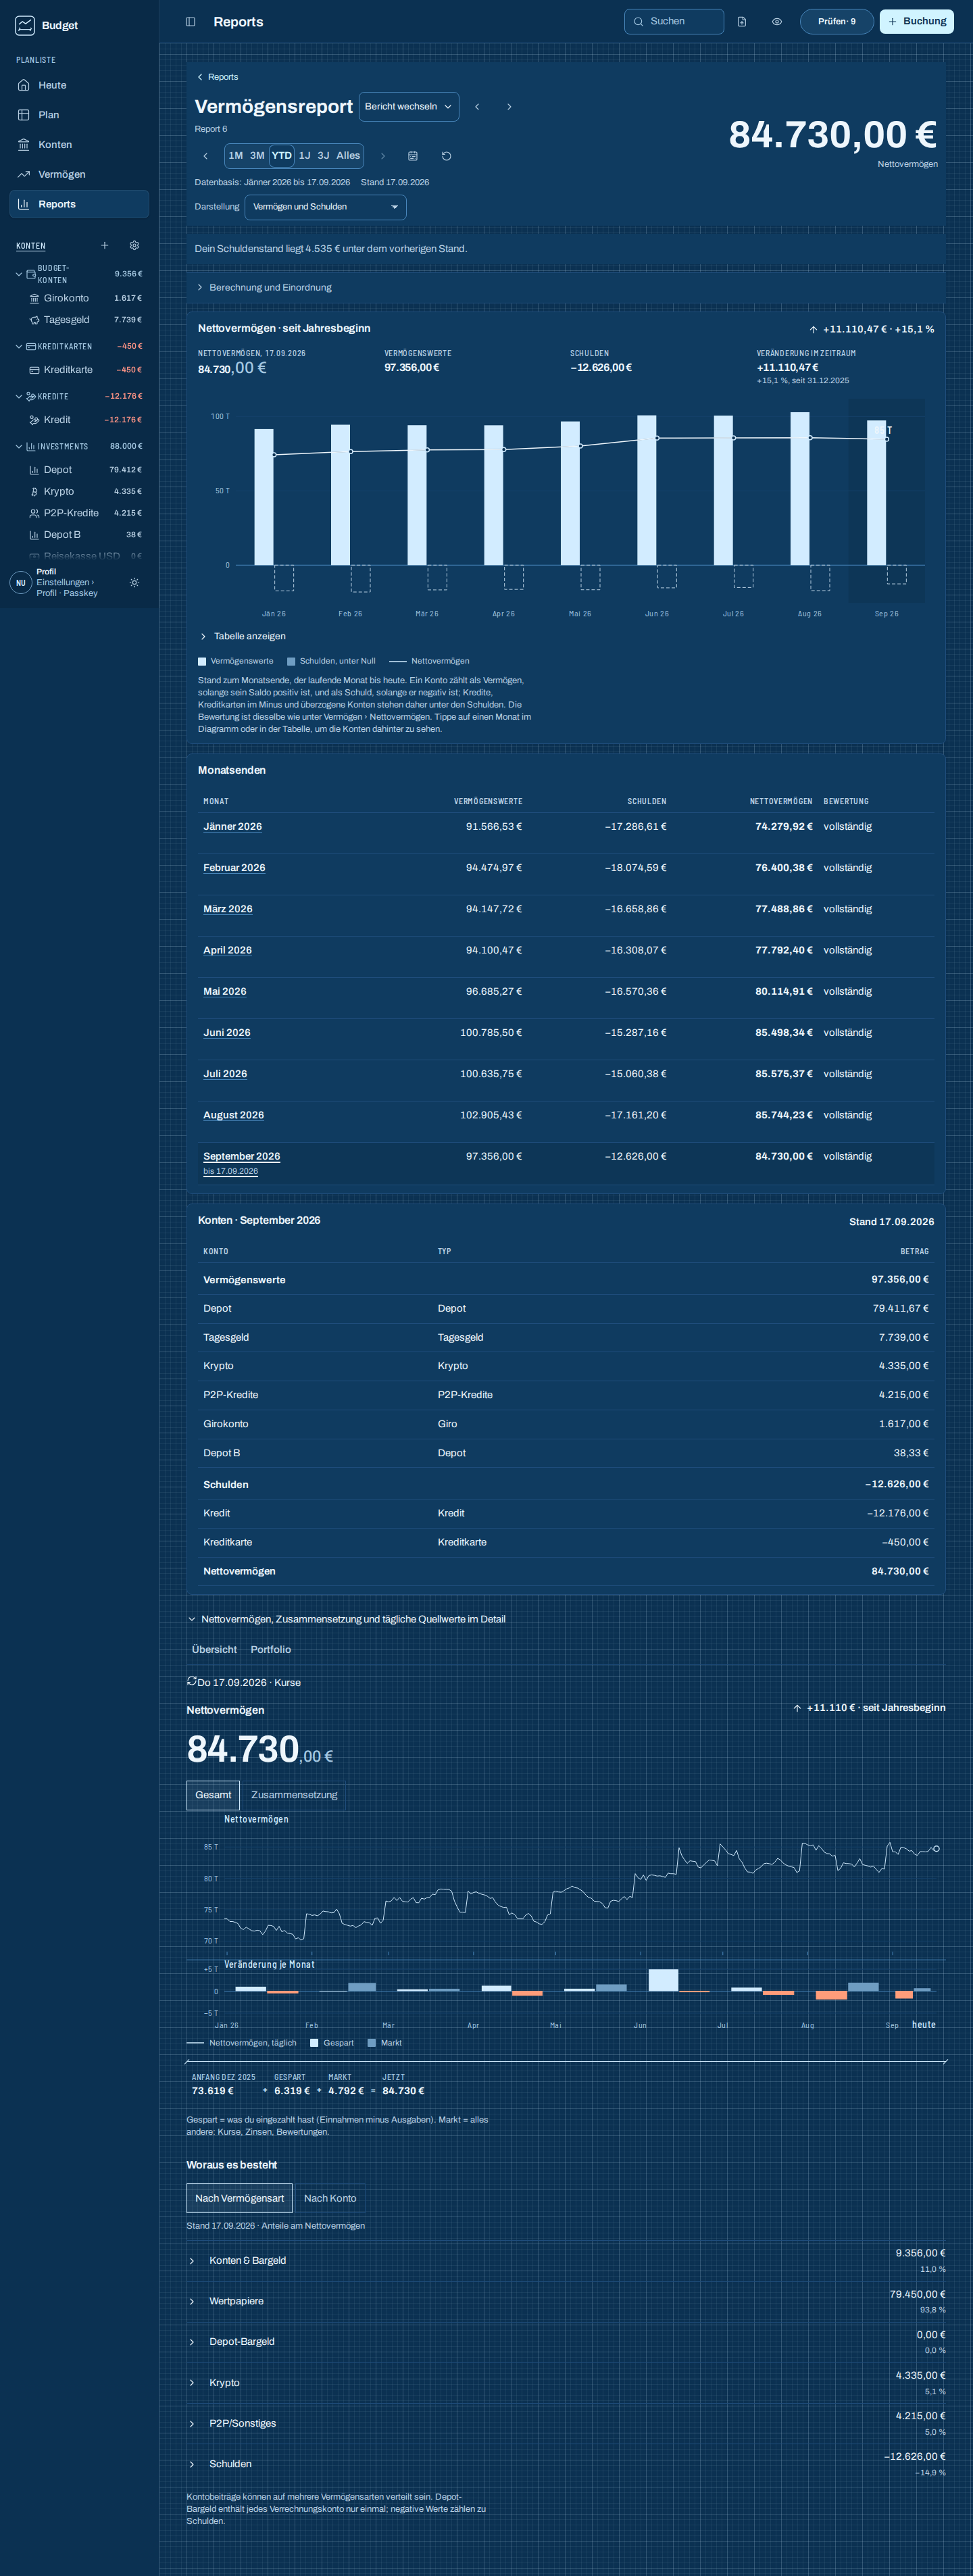 Budget
PLANLISTE
Heute
Plan
Konten
Vermögen
Reports
KONTEN
BUDGET-
KONTEN
9.356 €
Girokonto 1.617 €
Tagesgeld 7.739 €
KREDITKARTEN −450 €
Kreditkarte −450 €
KREDITE −12.176 €
Kredit −12.176 €
INVESTMENTS 88.000 €
Depot 79.412 €
Krypto 4.335 €
P2P-Kredite 4.215 €
Depot B 38 €
Reisekasse USD 0 €
NU
Profil
Einstellungen ›
Profil · Passkey
Reports
Suchen
Prüfen · 9
Buchung
Reports
Vermögensreport
Bericht wechseln
Report 6
1M 3M YTD 1J 3J Alles
Datenbasis: Jänner 2026 bis 17.09.2026 Stand 17.09.2026
Darstellung Vermögen und Schulden
84.730,00 €
Nettovermögen
Dein Schuldenstand liegt 4.535 € unter dem vorherigen Stand.
Berechnung und Einordnung
Nettovermögen · seit Jahresbeginn
+11.110,47 € · +15,1 %
NETTOVERMÖGEN, 17.09.2026
84.730,00 €
VERMÖGENSWERTE
97.356,00 €
SCHULDEN
−12.626,00 €
VERÄNDERUNG IM ZEITRAUM
+11.110,47 €
+15,1 %, seit 31.12.2025
100 T
50 T
0
85 T
Jän 26 Feb 26 Mär 26 Apr 26 Mai 26 Jun 26 Jul 26 Aug 26 Sep 26
Tabelle anzeigen
Vermögenswerte Schulden, unter Null Nettovermögen
Stand zum Monatsende, der laufende Monat bis heute. Ein Konto zählt als Vermögen,
solange sein Saldo positiv ist, und als Schuld, solange er negativ ist; Kredite,
Kreditkarten im Minus und überzogene Konten stehen daher unter den Schulden. Die
Bewertung ist dieselbe wie unter Vermögen › Nettovermögen. Tippe auf einen Monat im
Diagramm oder in der Tabelle, um die Konten dahinter zu sehen.
Monatsenden
MONAT VERMÖGENSWERTE SCHULDEN NETTOVERMÖGEN BEWERTUNG
Jänner 2026 91.566,53 € −17.286,61 € 74.279,92 € vollständig
Februar 2026 94.474,97 € −18.074,59 € 76.400,38 € vollständig
März 2026 94.147,72 € −16.658,86 € 77.488,86 € vollständig
April 2026 94.100,47 € −16.308,07 € 77.792,40 € vollständig
Mai 2026 96.685,27 € −16.570,36 € 80.114,91 € vollständig
Juni 2026 100.785,50 € −15.287,16 € 85.498,34 € vollständig
Juli 2026 100.635,75 € −15.060,38 € 85.575,37 € vollständig
August 2026 102.905,43 € −17.161,20 € 85.744,23 € vollständig
September 2026 97.356,00 € −12.626,00 € 84.730,00 € vollständig
bis 17.09.2026
Konten · September 2026
Stand 17.09.2026
KONTO TYP BETRAG
Vermögenswerte 97.356,00 €
Depot Depot 79.411,67 €
Tagesgeld Tagesgeld 7.739,00 €
Krypto Krypto 4.335,00 €
P2P-Kredite P2P-Kredite 4.215,00 €
Girokonto Giro 1.617,00 €
Depot B Depot 38,33 €
Schulden −12.626,00 €
Kredit Kredit −12.176,00 €
Kreditkarte Kreditkarte −450,00 €
Nettovermögen 84.730,00 €
Nettovermögen, Zusammensetzung und tägliche Quellwerte im Detail
Übersicht Portfolio
Do 17.09.2026 · Kurse
Nettovermögen
+11.110 € · seit Jahresbeginn
84.730,00 €
Gesamt Zusammensetzung
Nettovermögen
85 T
80 T
75 T
70 T
Veränderung je Monat
+5 T
0
−5 T
Jän 26 Feb Mär Apr Mai Jun Jul Aug Sep heute
Nettovermögen, täglich Gespart Markt
ANFANG DEZ 2025 GESPART MARKT JETZT
73.619 € + 6.319 € + 4.792 € = 84.730 €
Gespart = was du eingezahlt hast (Einnahmen minus Ausgaben). Markt = alles
andere: Kurse, Zinsen, Bewertungen.
Woraus es besteht
Nach Vermögensart Nach Konto
Stand 17.09.2026 · Anteile am Nettovermögen
Konten & Bargeld 9.356,00 €
11,0 %
Wertpapiere 79.450,00 €
93,8 %
Depot-Bargeld 0,00 €
0,0 %
Krypto 4.335,00 €
5,1 %
P2P/Sonstiges 4.215,00 €
5,0 %
Schulden −12.626,00 €
−14,9 %
Kontobeiträge können auf mehrere Vermögensarten verteilt sein. Depot-
Bargeld enthält jedes Verrechnungskonto nur einmal; negative Werte zählen zu
Schulden.